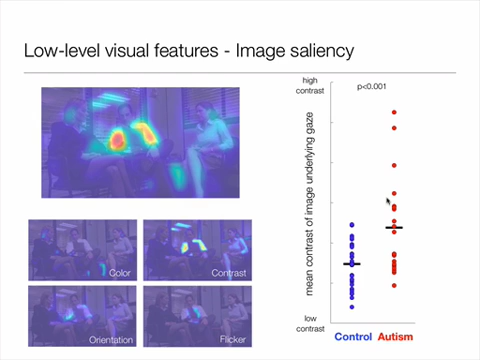 Low-level visual features - Image saliency
Color
Contrast
Orientation
Flicker
high
contrast
p<0.001
mean contrast of image underlying gaze
low
contrast
Control
Autism